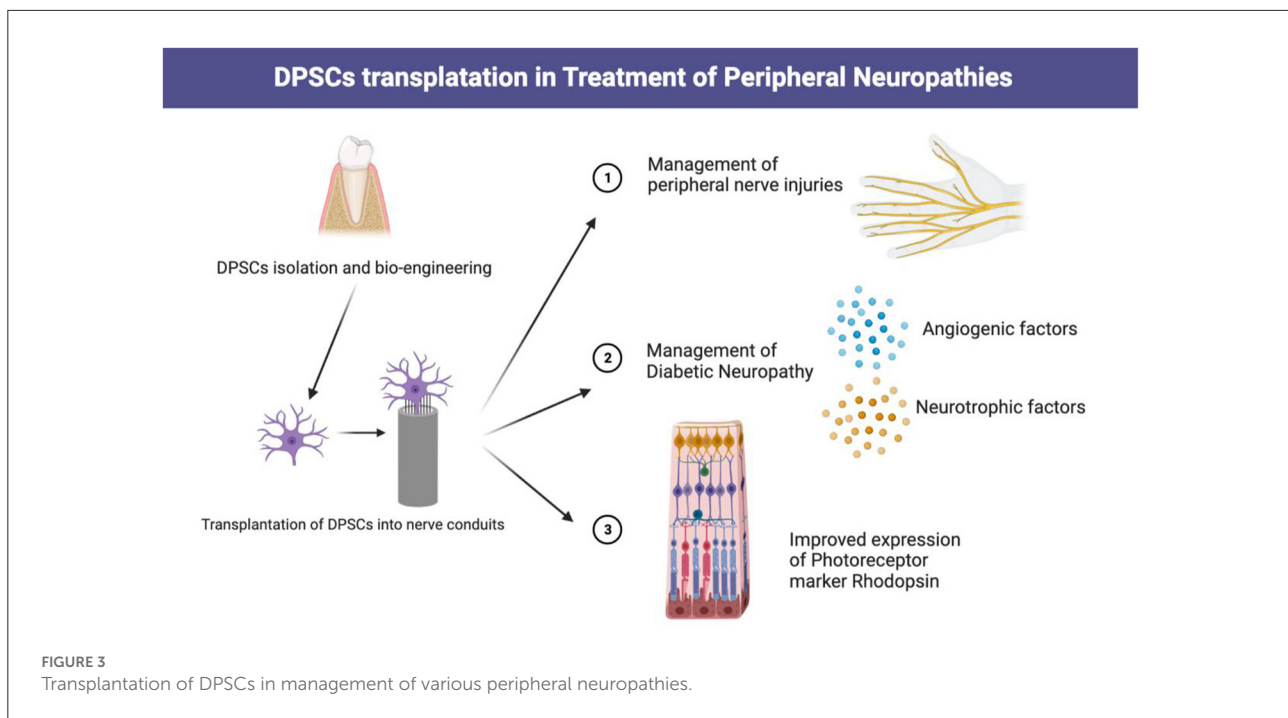 DPSCs transplatation in Treatment of Peripheral Neuropathies
DPSCs isolation and bio-engineering
Transplantation of DPSCs into nerve conduits
1
Management of
peripheral nerve injuries
2
Management of
Diabetic Neuropathy
Angiogenic factors
Neurotrophic factors
3
Improved expression
of Photoreceptor
marker Rhodopsin
FIGURE 3
Transplantation of DPSCs in management of various peripheral neuropathies.